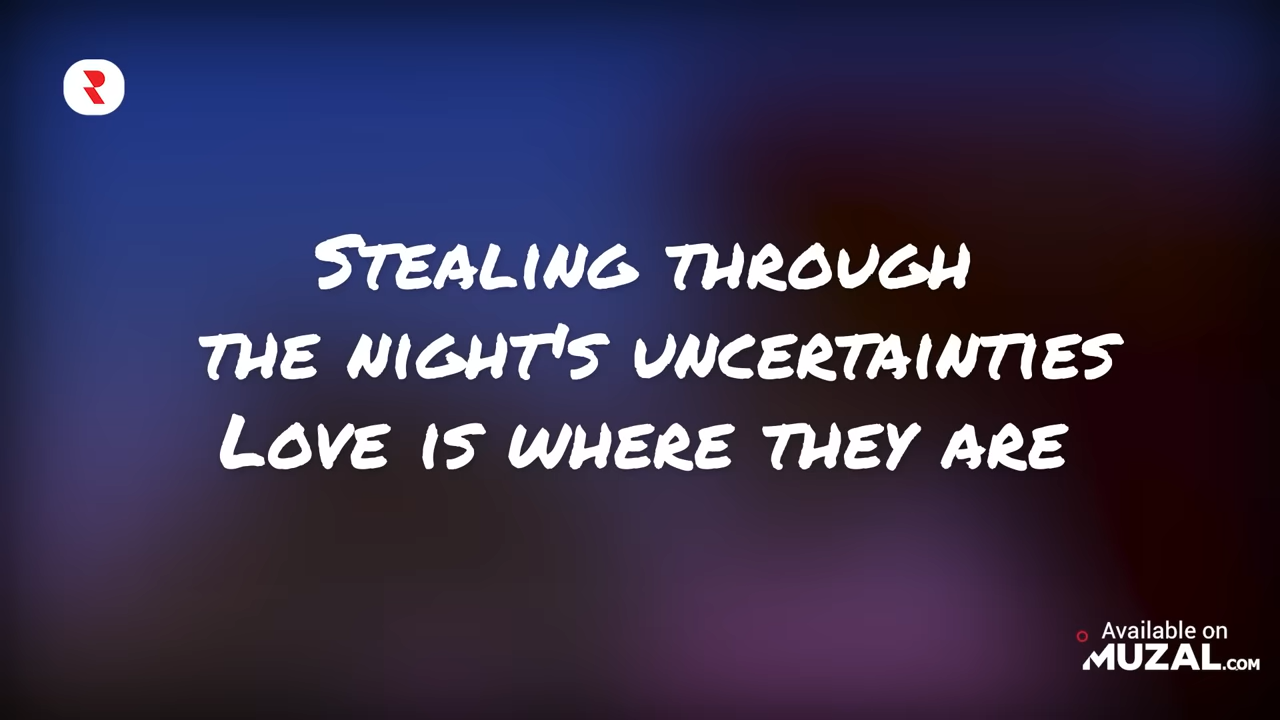 Stealing through
the night's uncertainties
Love is where they are
Available on
MUZAL.COM